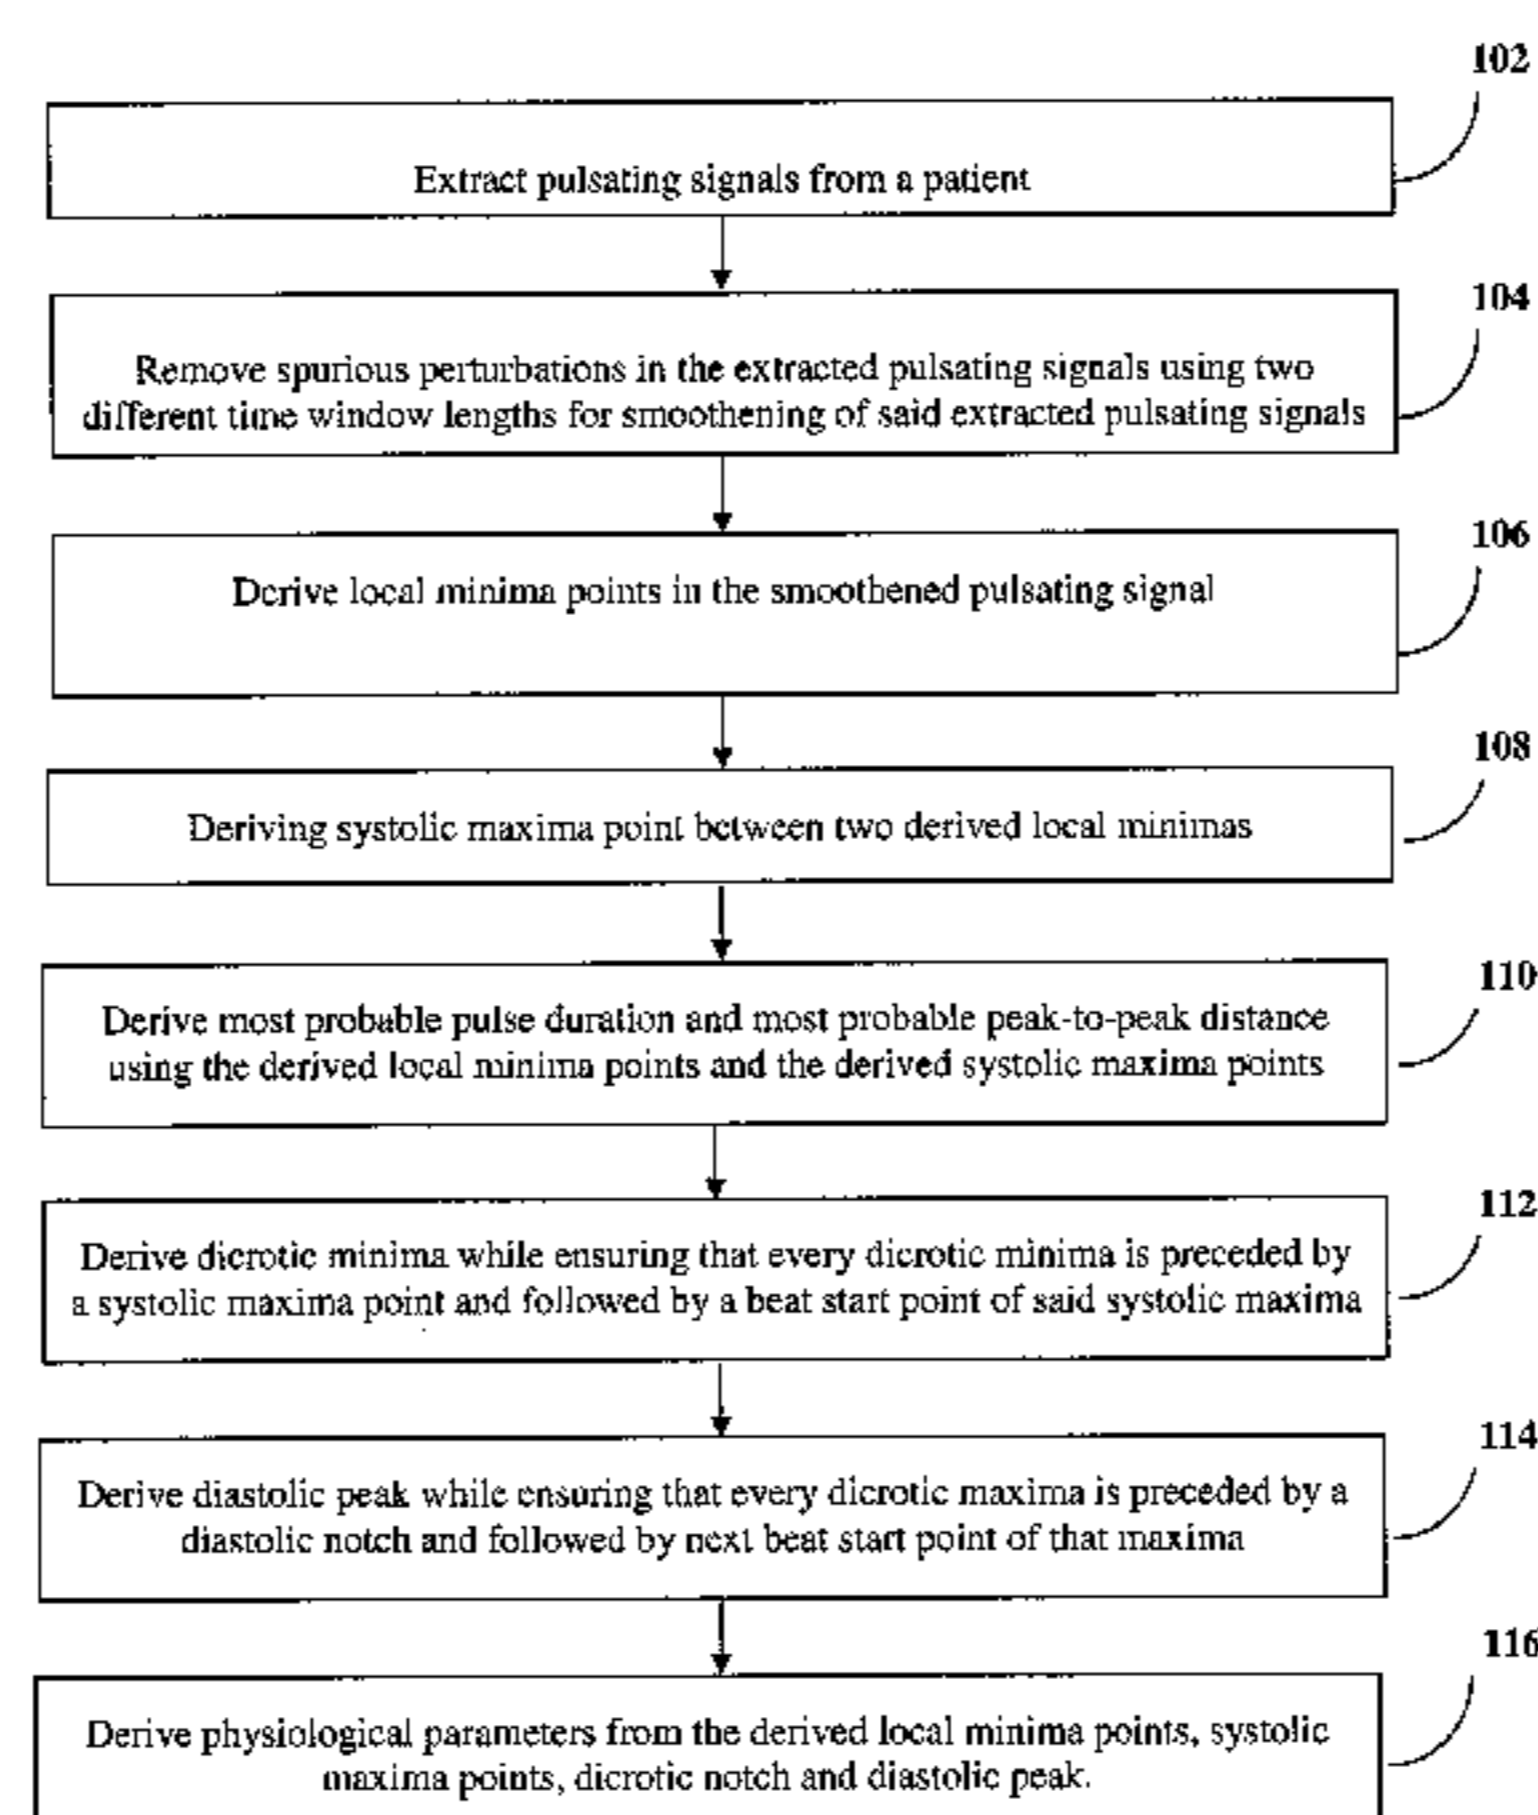 102
Extract pulsating signals from a patient
104
Remove spurious perturbations in the extracted pulsating signals using two
different time window lengths for smoothening of said extracted pulsating signals
106
Derive local minima points in the smoothened pulsating signal
108
Deriving systolic maxima point between two derived local minimas
110
Derive most probable pulse duration and most probable peak-to-peak distance
using the derived local minima points and the derived systolic maxima points
112
Derive dicrotic minima while ensuring that every dicrotic minima is preceded by
a systolic maxima point and followed by a beat start point of said systolic maxima
114
Derive diastolic peak while ensuring that every dicrotic maxima is preceded by a
diastolic notch and followed by next beat start point of that maxima
116
Derive physiological parameters from the derived local minima points, systolic
maxima points, dicrotic notch and diastolic peak.